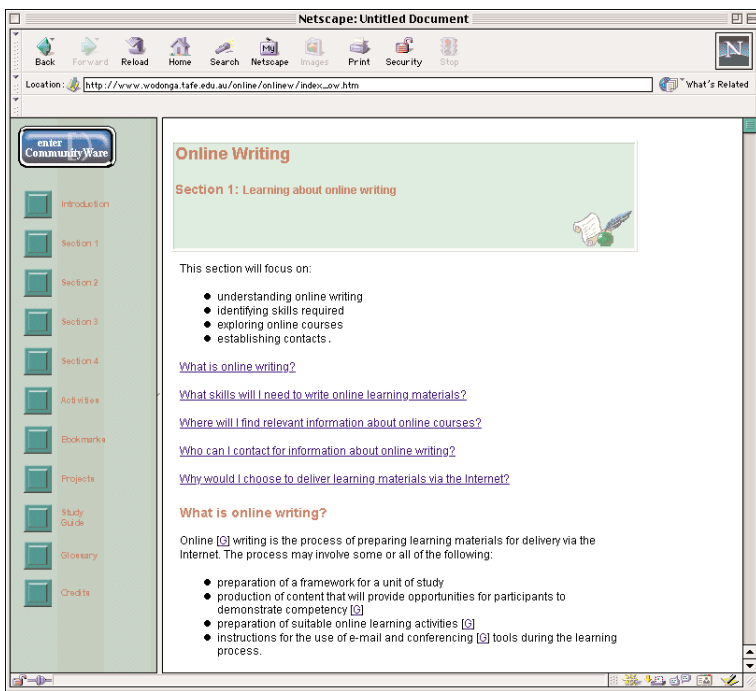 Netscape: Untitled Document
Back Forward Reload Home Search Netscape Images Print Security Stop
N
Location: http://www.wodonga.tafe.edu.au/online/onlinew/index_ow.htm What's Related
enter
CommunityWare
Introduction
Section 1
Section 2
Section 3
Section 4
Activities
Bookmarks
Projects
Study
Guide
Glossary
Credits
Online Writing
Section 1: Learning about online writing
This section will focus on:
● understanding online writing
● identifying skills required
● exploring online courses
● establishing contacts.
What is online writing?
What skills will I need to write online learning materials?
Where will I find relevant information about online courses?
Who can I contact for information about online writing?
Why would I choose to deliver learning materials via the Internet?
What is online writing?
Online [G] writing is the process of preparing learning materials for delivery via the
Internet. The process may involve some or all of the following:
● preparation of a framework for a unit of study
● production of content that will provide opportunities for participants to
demonstrate competency [G]
● preparation of suitable online learning activities [G]
● instructions for the use of e-mail and conferencing [G] tools during the learning
process.